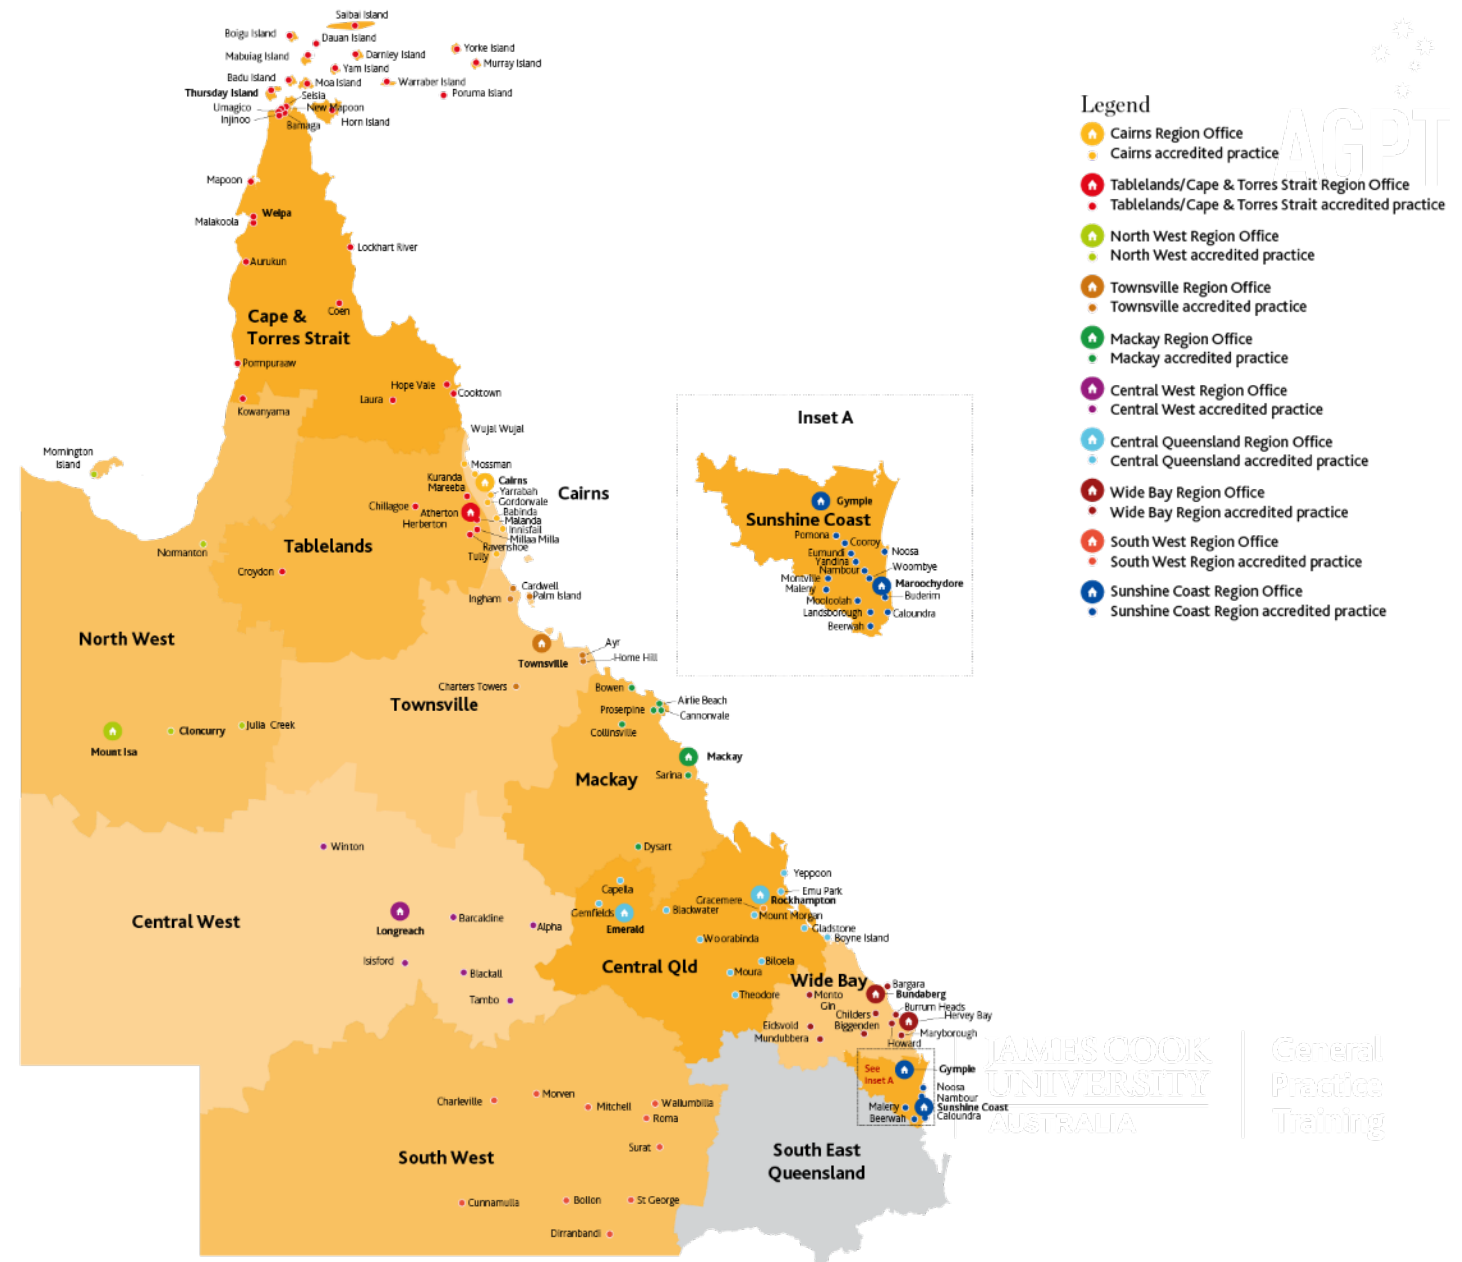 Saibai Island
Boigu Island
Dauan Island
Mabuiag Island
Darnley Island
Yorke Island
Yam Island
Murray Island
Badu Island
Moa Island
Warraber Island
Thursday Island
Seisia
Poruma Island
Umagico
New Mapoon
Injinoo
Bamaga
Horn Island
Mapoon
Weipa
Malakoola
Lockhart River
Aurukun
Coen
Cape &
Torres Strait
Pormpuraaw
Hope Vale
Cooktown
Laura
Kowanyama
Wujal Wujal
Mornington
Island
Mossman
Kuranda
Mareeba
Cairns
Yarrabah
Gordonvale
Cairns
Chillagoe
Atherton
Babinda
Malanda
Herberton
Innisfail
Millaa Milla
Tablelands
Ravenshoe
Tully
Normanton
Croydon
Cardwell
Ingham
Palm Island
North West
Ayr
Home Hill
Townsville
Charters Towers
Townsville
Bowen
Airlie Beach
Proserpine
Cannonvale
Collinsville
Julia Creek
Cloncurry
Mount Isa
Mackay
Sarina
Mackay
Winton
Dysart
Yeppoon
Capella
Emu Park
Gracemere
Rockhampton
Gemfields
Blackwater
Mount Morgan
Central West
Longreach
Barcaldine
Alpha
Emerald
Gladstone
Woorabinda
Boyne Island
Isisford
Blackall
Central Qld
Biloela
Moura
Tambo
Theodore
Wide Bay
Bargara
Monto
Bundaberg
Gin
Burrum Heads
Childers
Hervey Bay
Eidsvold
Biggenden
Maryborough
Mundubbera
Howard
See
Inset A
Gympie
Noosa
Nambour
Maleny
Sunshine Coast
Beerwah
Caloundra
Charleville
Morven
Mitchell
Wallumbilla
Roma
Surat
South West
South East
Queensland
Cunnamulla
Bollon
St George
Dirranbandi
Inset A
Gympie
Sunshine Coast
Pomona
Cooroy
Eumundi
Noosa
Yandina
Nambour
Woombye
Montville
Maroochydore
Maleny
Buderim
Mooloolah
Landsborough
Caloundra
Beerwah
AGPT
Legend
Cairns Region Office
Cairns accredited practice
Tablelands/Cape & Torres Strait Region Office
Tablelands/Cape & Torres Strait accredited practice
North West Region Office
North West accredited practice
Townsville Region Office
Townsville accredited practice
Mackay Region Office
Mackay accredited practice
Central West Region Office
Central West accredited practice
Central Queensland Region Office
Central Queensland accredited practice
Wide Bay Region Office
Wide Bay Region accredited practice
South West Region Office
South West Region accredited practice
Sunshine Coast Region Office
Sunshine Coast Region accredited practice
JAMES COOK
UNIVERSITY
AUSTRALIA
General
Practice
Training